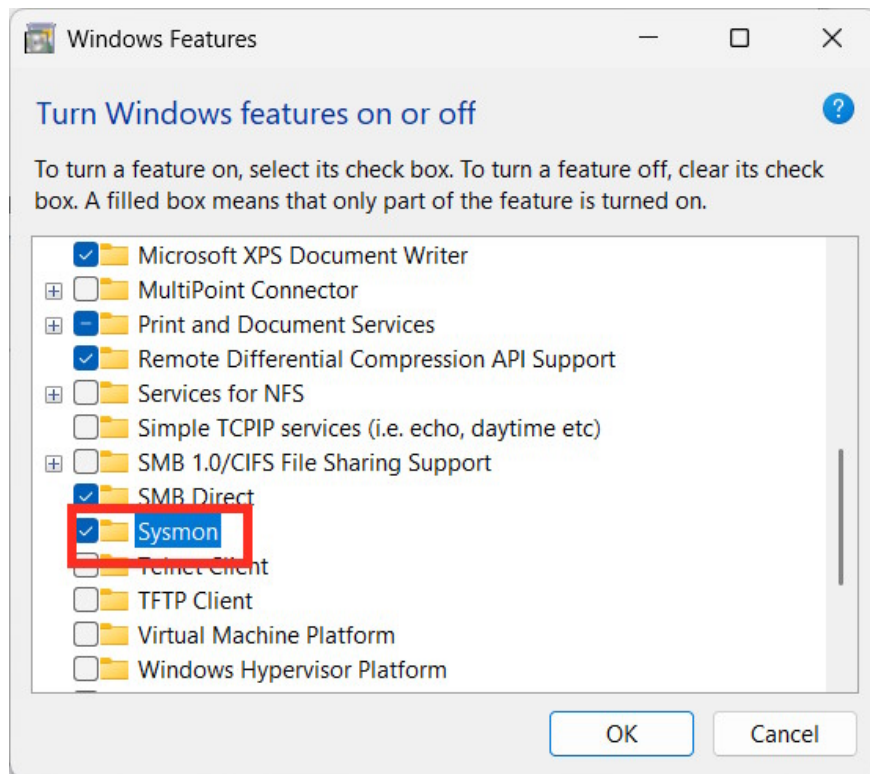 Windows Features
Turn Windows features on or off
To turn a feature on, select its check box. To turn a feature off, clear its check
box. A filled box means that only part of the feature is turned on.
Microsoft XPS Document Writer
MultiPoint Connector
Print and Document Services
Remote Differential Compression API Support
Services for NFS
Simple TCPIP services (i.e. echo, daytime etc)
SMB 1.0/CIFS File Sharing Support
SMB Direct
Sysmon
Telnet Client
TFTP Client
Virtual Machine Platform
Windows Hypervisor Platform
OK Cancel